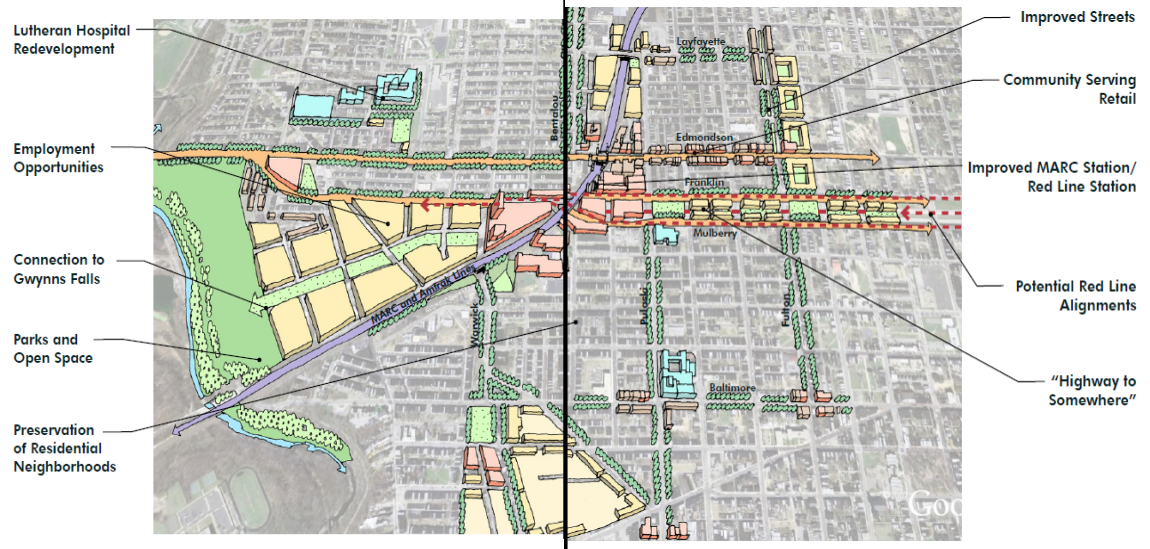 Lutheran Hospital
Redevelopment
Employment
Opportunities
Connection to
Gwynns Falls
Parks and
Open Space
Preservation
of Residential
Neighborhoods
Layfayette
Bentalou
Edmondson
Franklin
Mulberry
MARC and Amtrak Lines
Warwick
Pulaski
Fulton
Baltimore
Goo
Improved Streets
Community Serving
Retail
Improved MARC Station/
Red Line Station
Potential Red Line
Alignments
“Highway to
Somewhere”